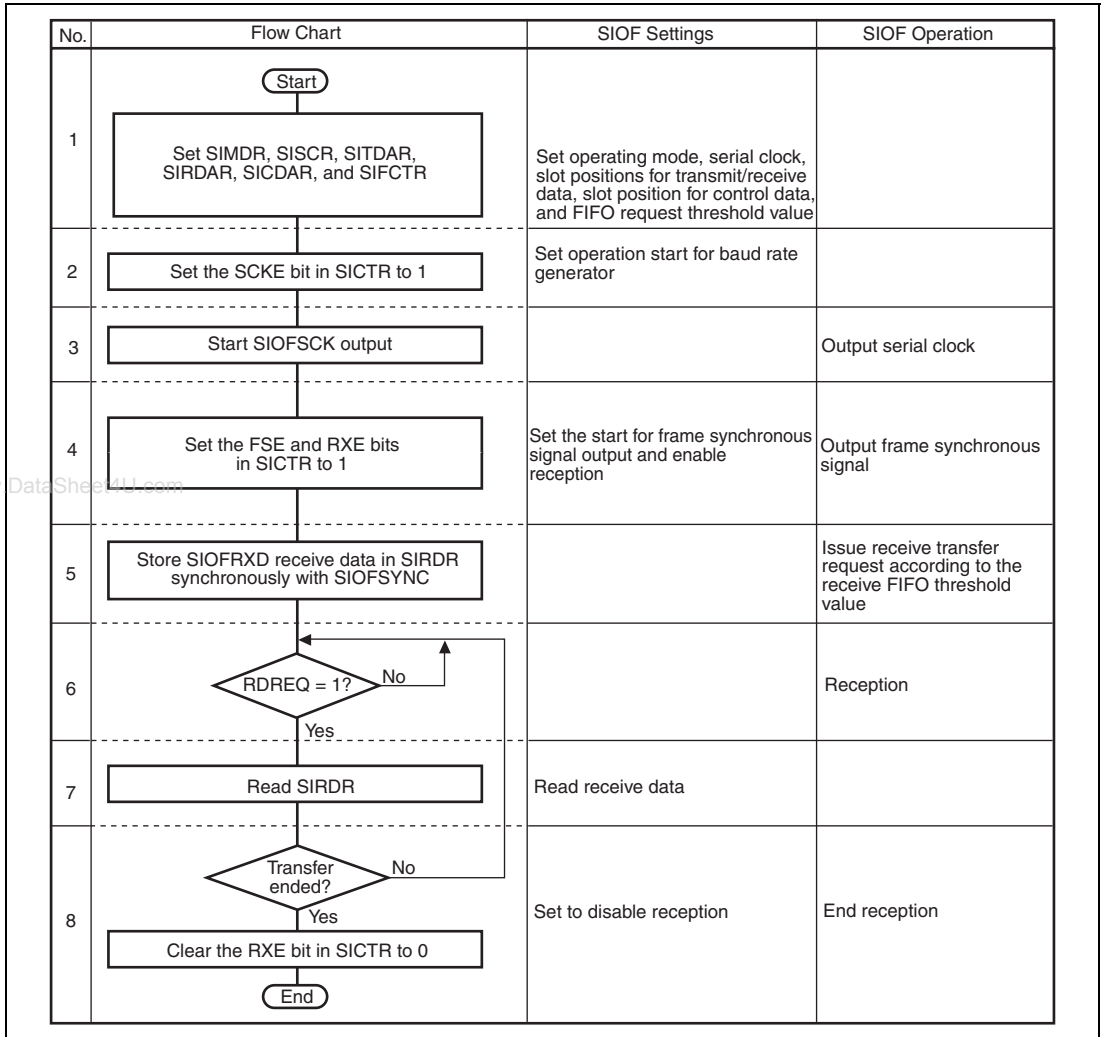 No.
Flow Chart
SIOF Settings
SIOF Operation
Start
1
Set SIMDR, SISCR, SITDAR,
SIRDAR, SICDAR, and SIFCTR
Set operating mode, serial clock,
slot positions for transmit/receive
data, slot position for control data,
and FIFO request threshold value
2
Set the SCKE bit in SICTR to 1
Set operation start for baud rate
generator
3
Start SIOFSCK output
Output serial clock
4
Set the FSE and RXE bits
in SICTR to 1
Set the start for frame synchronous
signal output and enable
reception
Output frame synchronous
signal
.DataSheet4U.com
5
Store SIOFRXD receive data in SIRDR
synchronously with SIOFSYNC
Issue receive transfer
request according to the
receive FIFO threshold
value
6
RDREQ = 1?
No
Yes
Reception
7
Read SIRDR
Read receive data
8
Transfer
ended?
No
Yes
Clear the RXE bit in SICTR to 0
End
Set to disable reception
End reception